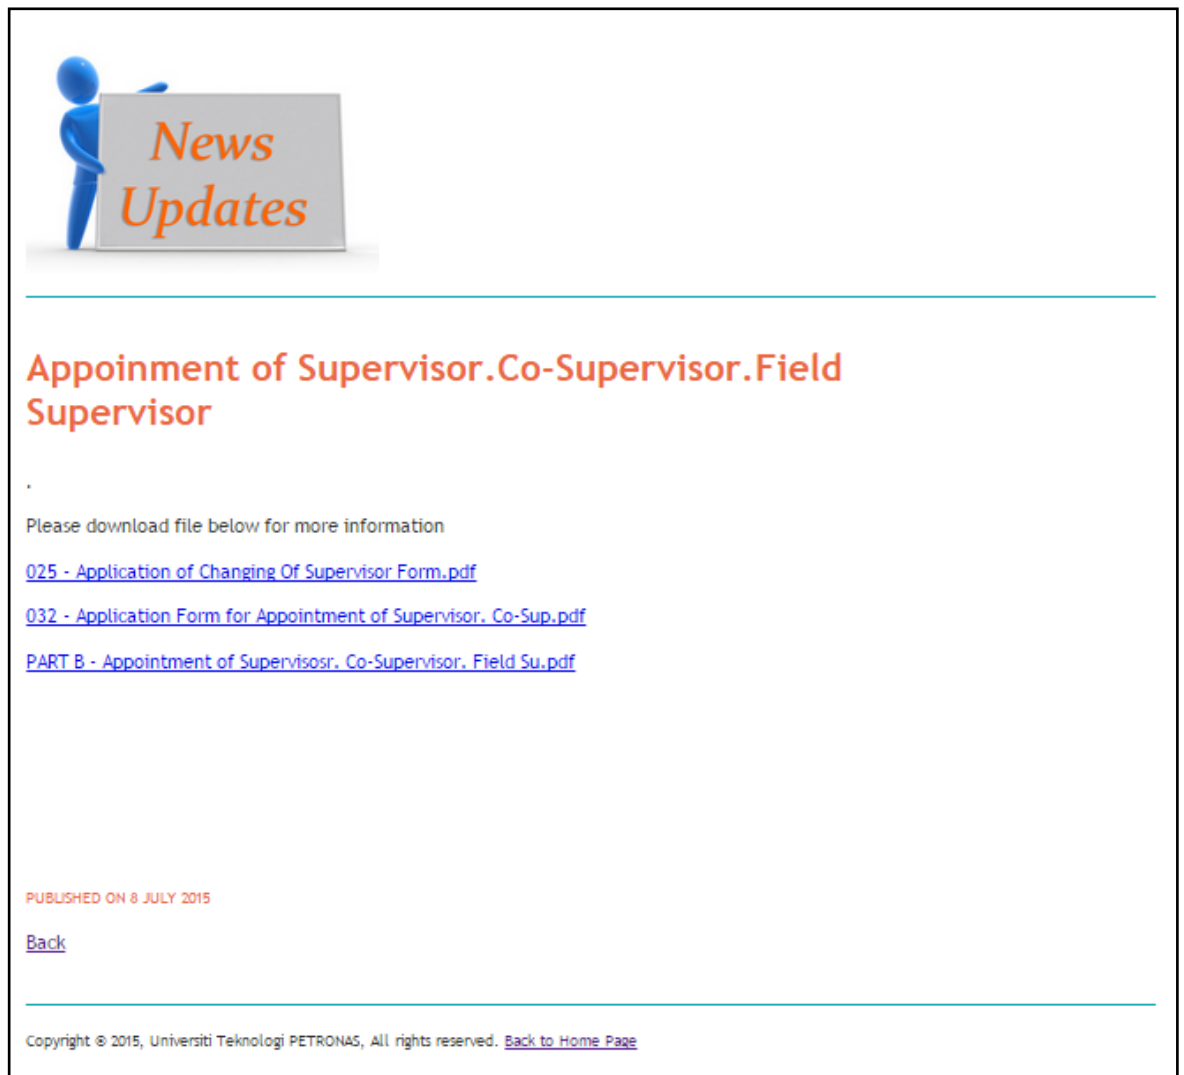 News
Updates
Appoinment of Supervisor.Co-Supervisor.Field
Supervisor
.
Please download file below for more information
025 - Application of Changing Of Supervisor Form.pdf
032 - Application Form for Appointment of Supervisor. Co-Sup.pdf
PART B - Appointment of Supervisosr. Co-Supervisor. Field Su.pdf
PUBLISHED ON 8 JULY 2015
Back
Copyright © 2015, Universiti Teknologi PETRONAS, All rights reserved. Back to Home Page